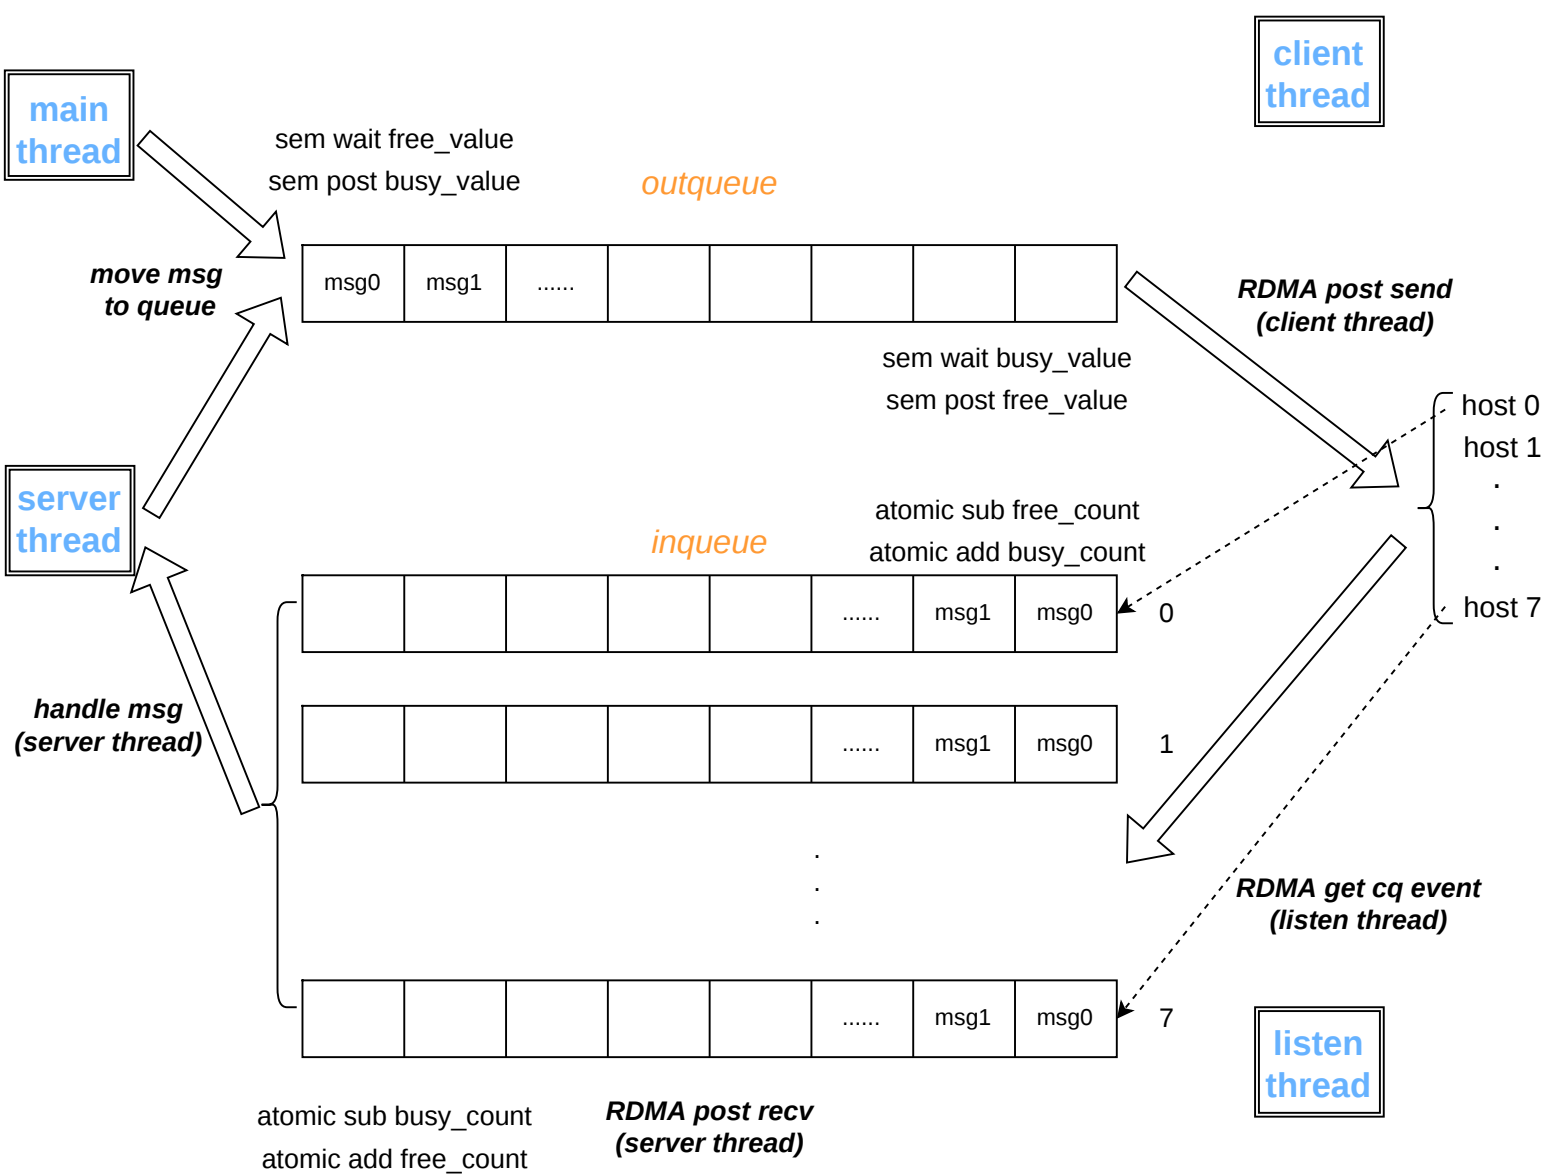 client
thread
main
thread
sem wait free_value
sem post busy_value
outqueue
move msg
to queue
msg0
msg1
......
RDMA post send
(client thread)
sem wait busy_value
sem post free_value
host 0
host 1
.
.
.
host 7
server
thread
inqueue
atomic sub free_count
atomic add busy_count
......
msg1
msg0
0
handle msg
(server thread)
......
msg1
msg0
1
.
.
.
RDMA get cq event
(listen thread)
......
msg1
msg0
7
listen
thread
atomic sub busy_count
atomic add free_count
RDMA post recv
(server thread)